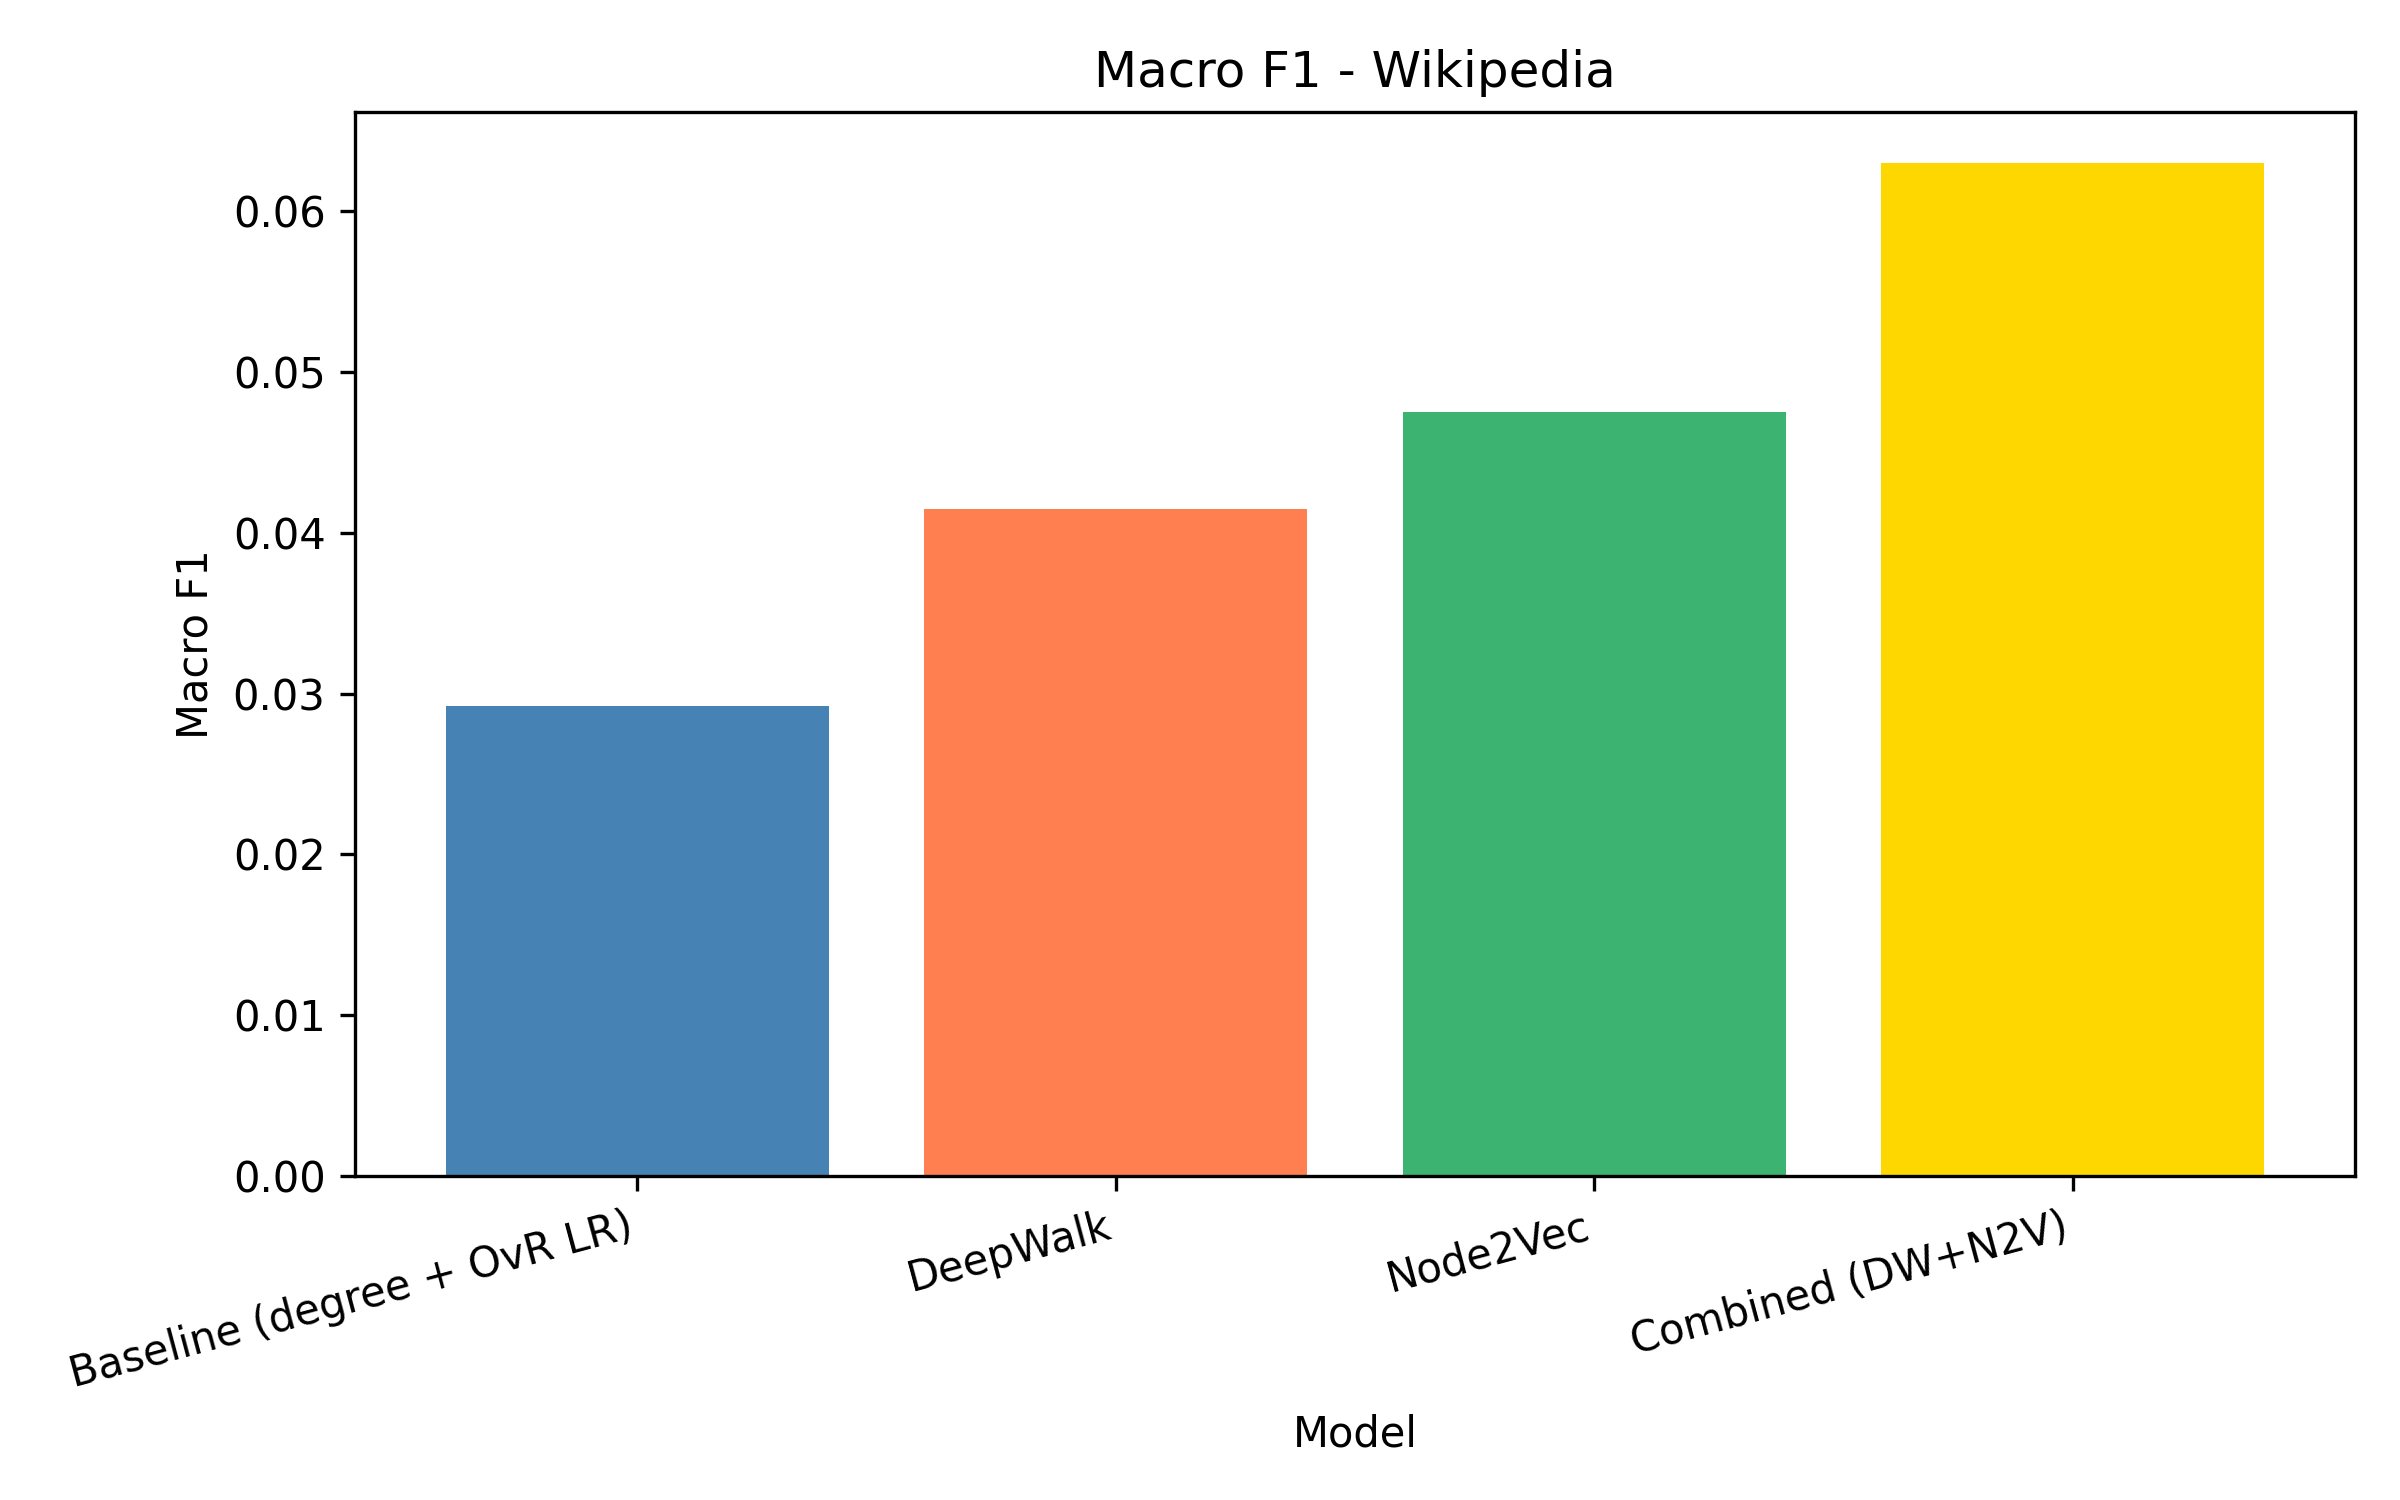 Macro F1 - Wikipedia
Macro F1
0.06
0.05
0.04
0.03
0.02
0.01
0.00
Baseline (degree + OvR LR)
DeepWalk
Node2Vec
Combined (DW+N2V)
Model